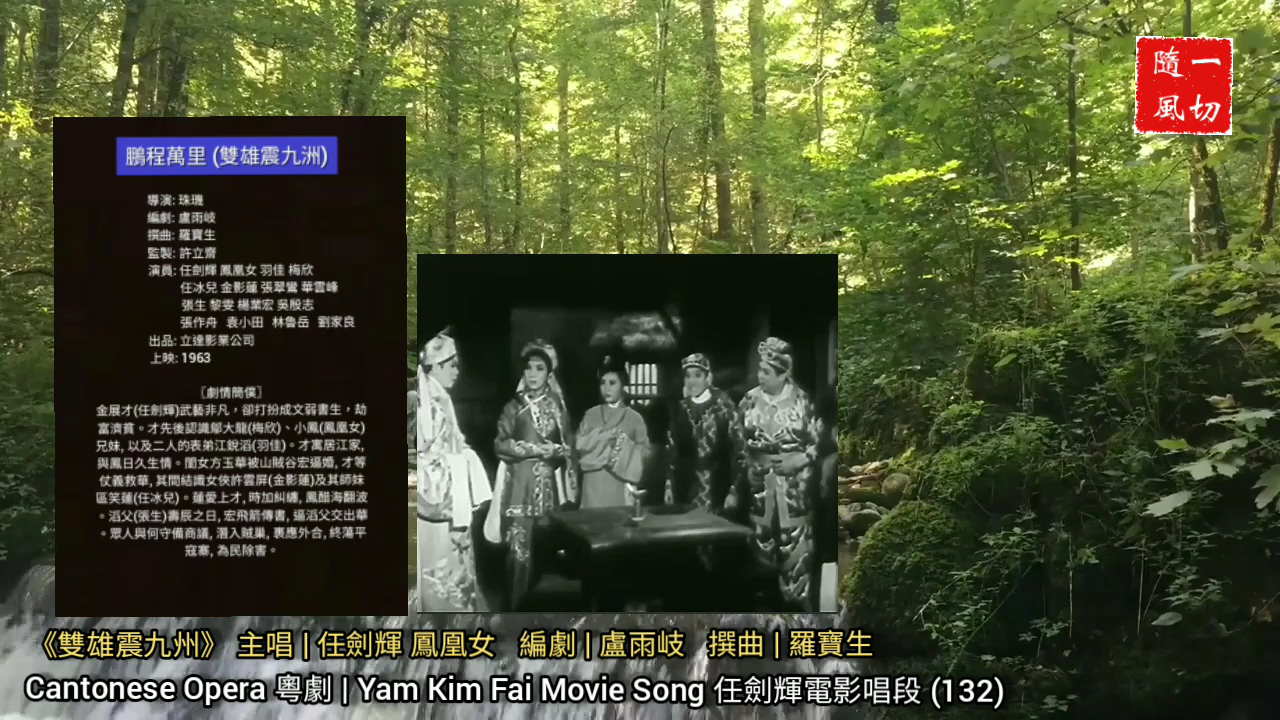 一切
隨風
鵬程萬里 (雙雄震九洲)
導演: 珠璣
編劇: 盧雨岐
撰曲: 羅寶生
監製: 許立齋
演員: 任劍輝 鳳凰女 羽佳 梅欣
任冰兒 金影蓮 張翠鸞 華雲峰
張生 黎雯 楊業宏 吳殷志
張作舟 袁小田 林魯岳 劉家良
出品: 立達影業公司
上映: 1963
〖劇情簡僕〗
金展才(任劍輝)武藝非凡，卻打扮成文弱書生，劫
富濟貧。才先後認識鄔大龍(梅欣)、小鳳(鳳凰女)
兄妹, 以及二人的表弟江銳滔(羽佳)。才寓居江家,
與鳳日久生情。閨女方玉華被山賊谷宏逼婚, 才等
仗義救華, 其間結識女俠許雲屏(金影蓮)及其師妹
區笑蓮(任冰兒)。蓮愛上才, 時加糾纏, 鳳醋海翻波
。滔父(張生)壽辰之日, 宏飛箭傳書, 逼滔父交出華
。眾人與何守備商議, 潛入賊巢, 裏應外合, 終蕩平
寇寨, 為民除害。
《雙雄震九州》 主唱 | 任劍輝 鳳凰女 編劇 | 盧雨岐 撰曲 | 羅寶生
Cantonese Opera 粵劇 | Yam Kim Fai Movie Song 任劍輝電影唱段 (132)